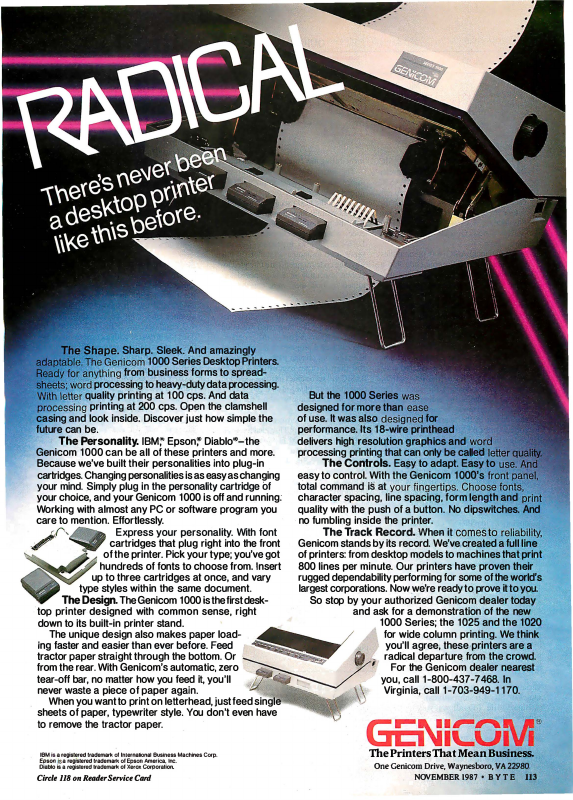 RADICAL
There's never been
a desktop printer
like this before.
GENICOM
The Shape. Sharp. Sleek. And amazingly
adaptable. The Genicom 1000 Series Desktop Printers.
Ready for anything from business forms to spread-
sheets; word processing to heavy-duty data processing.
With letter quality printing at 100 cps. And data
processing printing at 200 cps. Open the clamshell
casing and look inside. Discover just how simple the
future can be.
The Personality. IBM,® Epson,® Diablo®—the
Genicom 1000 can be all of these printers and more.
Because we've built their personalities into plug-in
cartridges. Changing personalities is as easy as changing
your mind. Simply plug in the personality cartridge of
your choice, and your Genicom 1000 is off and running.
Working with almost any PC or software program you
care to mention. Effortlessly.
Express your personality. With font
cartridges that plug right into the front
of the printer. Pick your type; you've got
hundreds of fonts to choose from. Insert
up to three cartridges at once, and vary
type styles within the same document.
The Design. The Genicom 1000 is the first desk-
top printer designed with common sense, right
down to its built-in printer stand.
The unique design also makes paper load-
ing faster and easier than ever before. Feed
tractor paper straight through the bottom. Or
from the rear. With Genicom's automatic, zero
tear-off bar, no matter how you feed it, you'll
never waste a piece of paper again.
When you want to print on letterhead, just feed single
sheets of paper, typewriter style. You don't even have
to remove the tractor paper.
But the 1000 Series was
designed for more than ease
of use. It was also designed for
performance. Its 18-wire printhead
delivers high resolution graphics and word
processing printing that can only be called letter quality.
The Controls. Easy to adapt. Easy to use. And
easy to control. With the Genicom 1000's front panel,
total command is at your fingertips. Choose fonts,
character spacing, line spacing, form length and print
quality with the push of a button. No dipswitches. And
no fumbling inside the printer.
The Track Record. When it comes to reliability,
Genicom stands by its record. We've created a full line
of printers: from desktop models to machines that print
800 lines per minute. Our printers have proven their
rugged dependability performing for some of the world's
largest corporations. Now we're ready to prove it to you.
So stop by your authorized Genicom dealer today
and ask for a demonstration of the new
1000 Series; the 1025 and the 1020
for wide column printing. We think
you'll agree, these printers are a
radical departure from the crowd.
For the Genicom dealer nearest
you, call 1-800-437-7468. In
Virginia, call 1-703-949-1170.
GENICOM®
The Printers That Mean Business.
One Genicom Drive, Waynesboro, VA 22980
IBM is a registered trademark of International Business Machines Corp.
Epson is a registered trademark of Epson America, Inc.
Diablo is a registered trademark of Xerox Corporation.
Circle 118 on Reader Service Card
NOVEMBER 1987 • BYTE 113